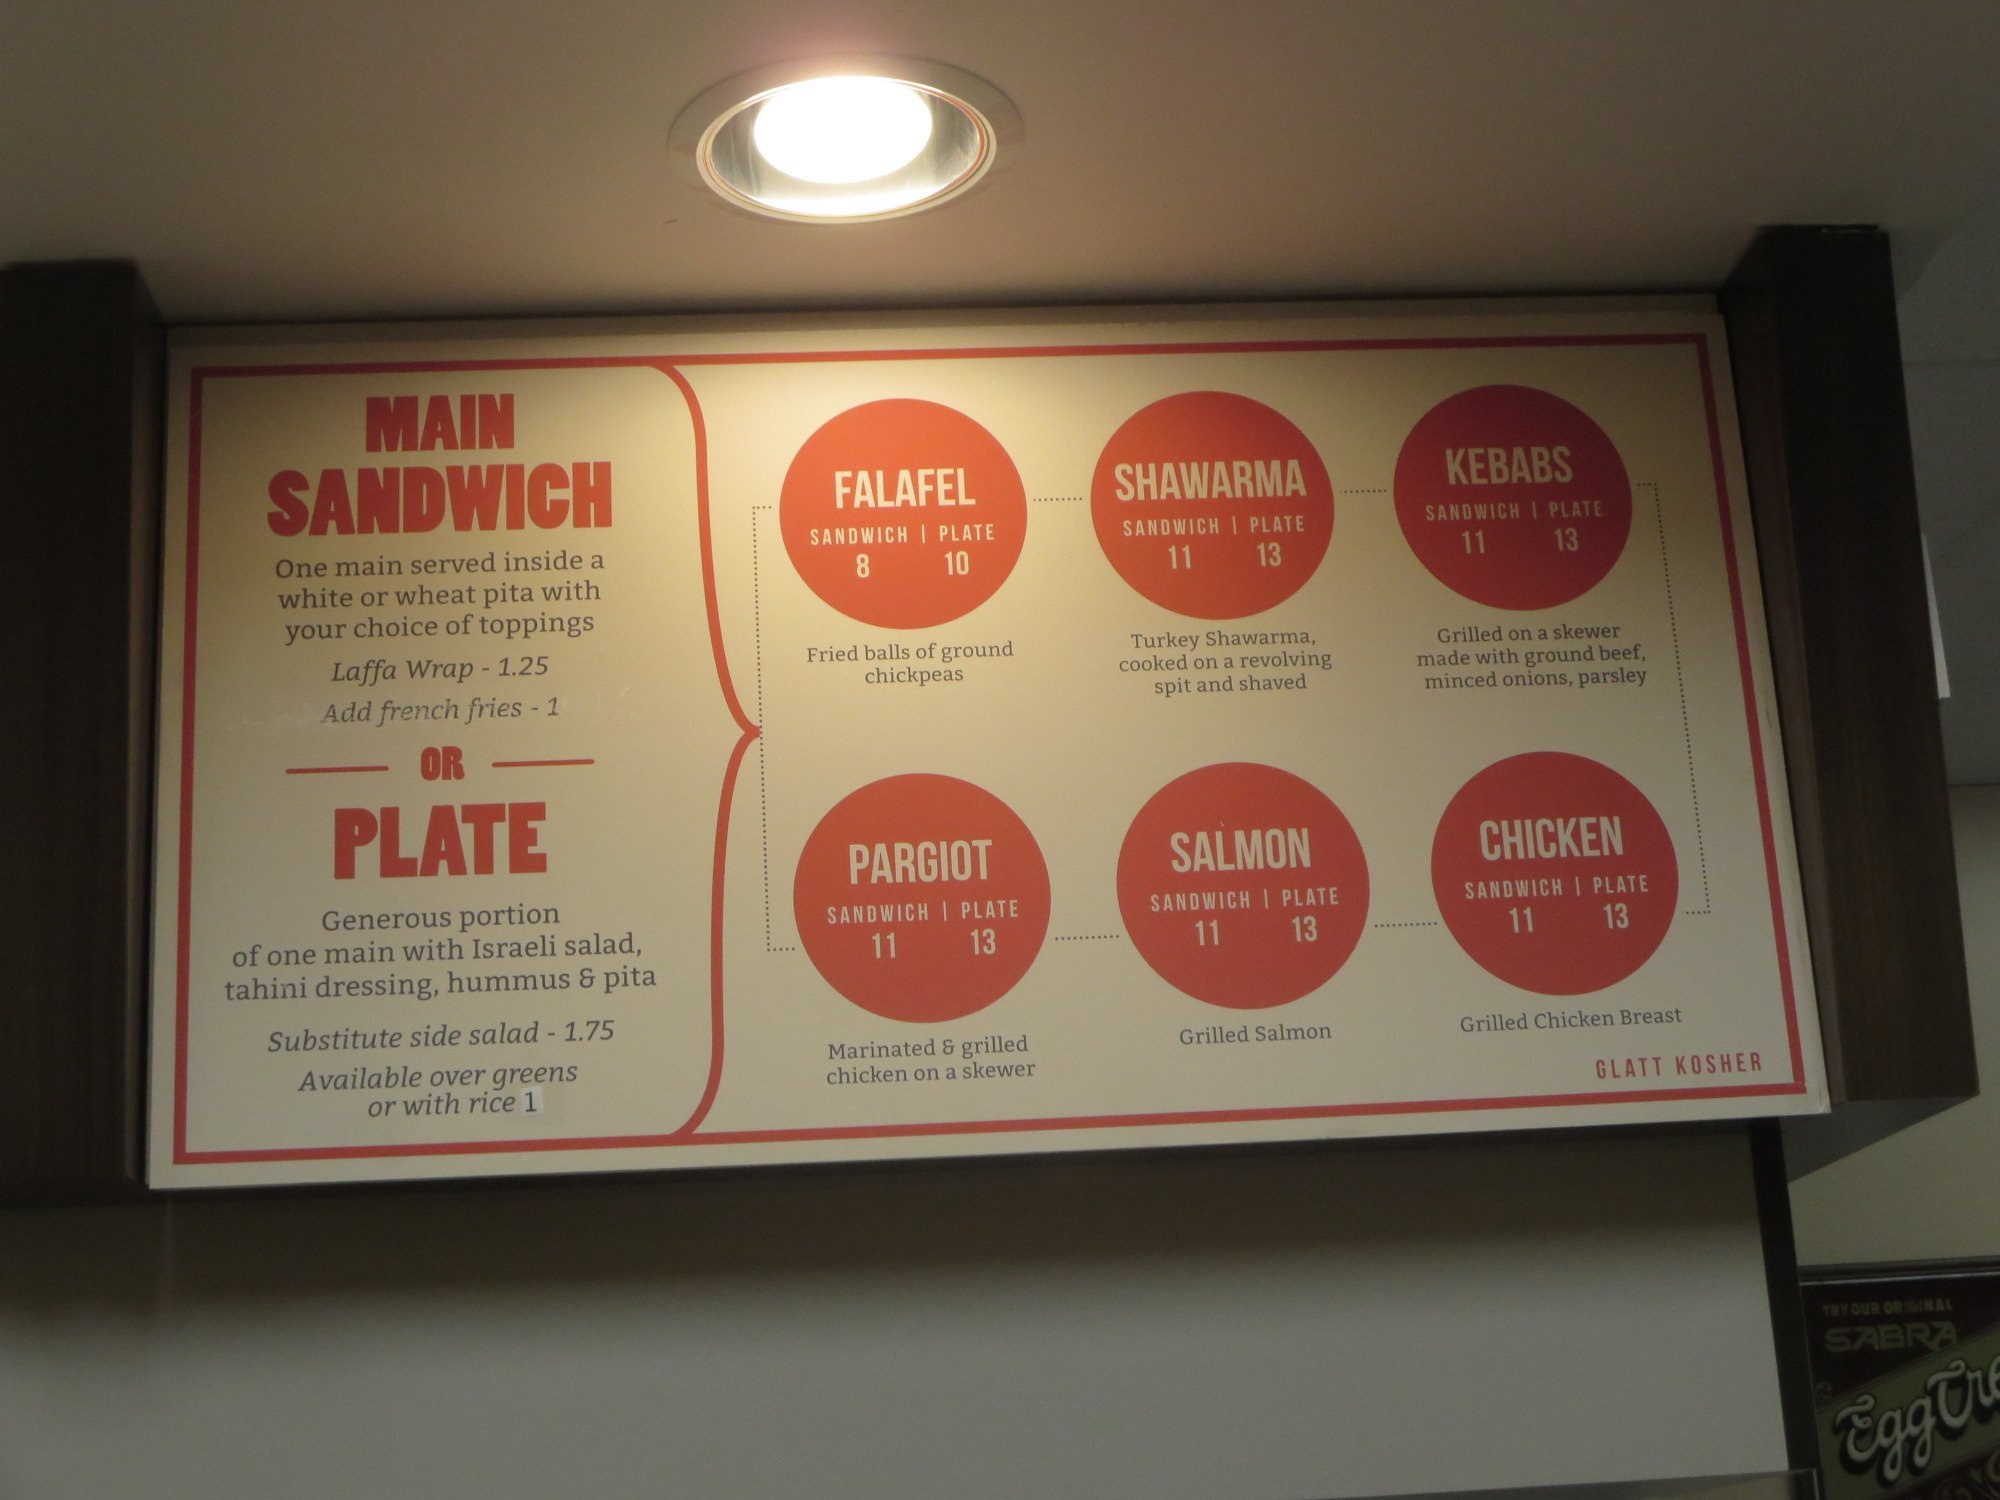 MAIN
SANDWICH
One main served inside a
white or wheat pita with
your choice of toppings
Laffa Wrap - 1.25
Add french fries - 1
OR
PLATE
Generous portion
of one main with Israeli salad,
tahini dressing, hummus & pita
Substitute side salad - 1.75
Available over greens
or with rice 1
FALAFEL
SANDWICH | PLATE
8 10
Fried balls of ground
chickpeas
SHAWARMA
SANDWICH | PLATE
11 13
Turkey Shawarma,
cooked on a revolving
spit and shaved
KEBABS
SANDWICH | PLATE
11 13
Grilled on a skewer
made with ground beef,
minced onions, parsley
PARGIOT
SANDWICH | PLATE
11 13
Marinated & grilled
chicken on a skewer
SALMON
SANDWICH | PLATE
11 13
Grilled Salmon
CHICKEN
SANDWICH | PLATE
11 13
Grilled Chicken Breast
GLATT KOSHER
TRY OUR ORIGINAL
SABRA
Egg